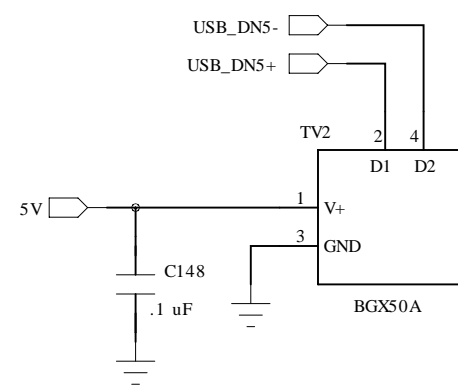 USB_DN5-
USB_DN5+
TV2
2 4
D1 D2
5V
1
V+
3
GND
C148
.1 uF
BGX50A